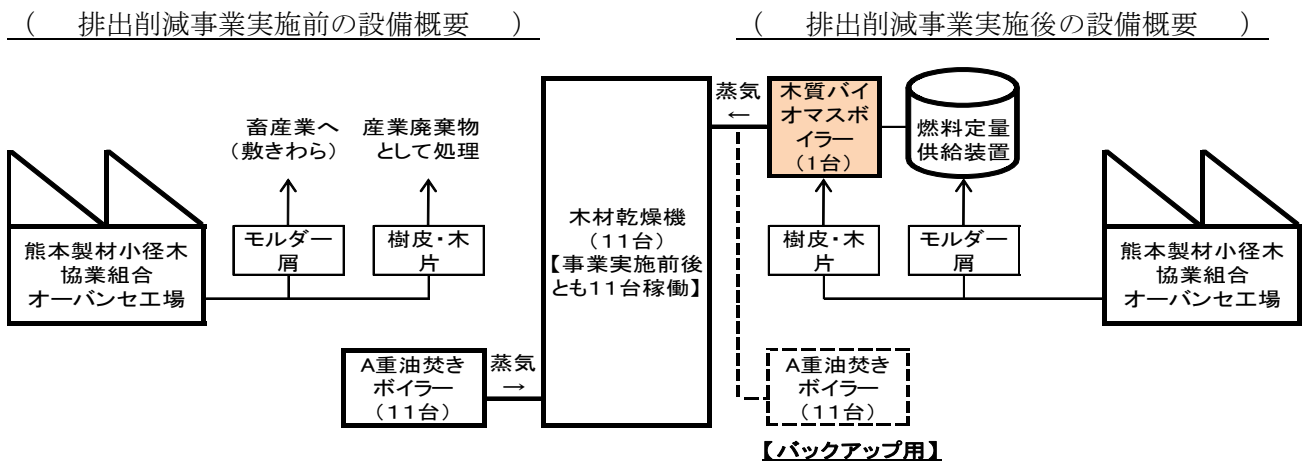 （　排出削減事業実施前の設備概要　）
（　排出削減事業実施後の設備概要　）
畜産業へ
（敷きわら）
産業廃棄物
として処理
モルダー
屑
樹皮・木
片
熊本製材小径木
協業組合
オーバンセ工場
A重油焚き
ボイラー
（11台）
蒸気
→
木材乾燥機
（11台）
【事業実施前後
とも11台稼働】
蒸気
←
木質バイ
オマスボ
イラー
（1台）
燃料定量
供給装置
樹皮・木
片
モルダー
屑
熊本製材小径木
協業組合
オーバンセ工場
A重油焚き
ボイラー
（11台）
【バックアップ用】